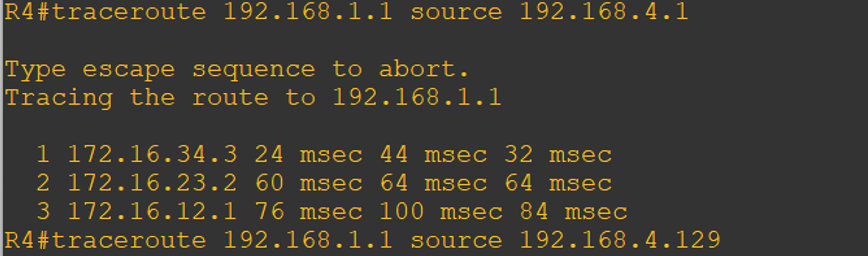 R4#traceroute 192.168.1.1 source 192.168.4.1
Type escape sequence to abort.
Tracing the route to 192.168.1.1
1 172.16.34.3 24 msec 44 msec 32 msec
2 172.16.23.2 60 msec 64 msec 64 msec
3 172.16.12.1 76 msec 100 msec 84 msec
R4#traceroute 192.168.1.1 source 192.168.4.129